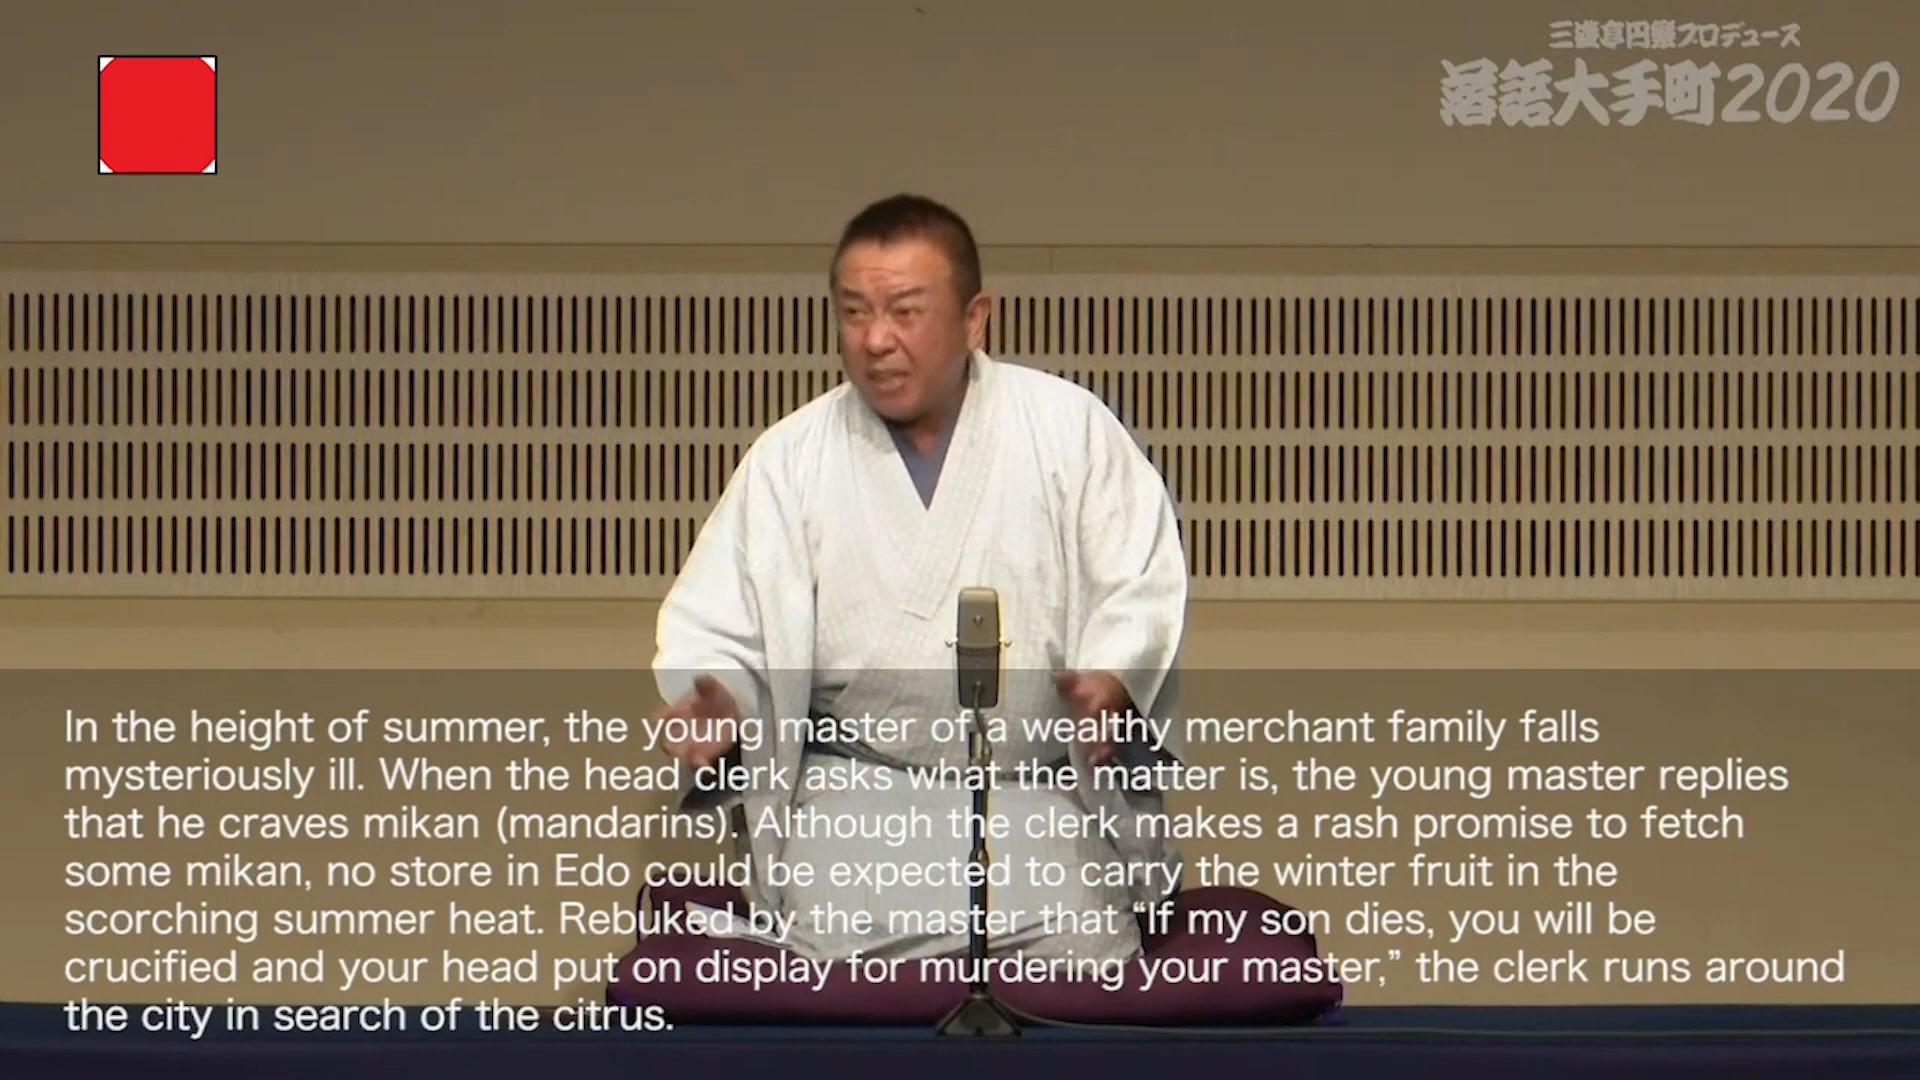 三遊亭円楽プロデュース
落語大手町2020
In the height of summer, the young master of a wealthy merchant family falls
mysteriously ill. When the head clerk asks what the matter is, the young master replies
that he craves mikan (mandarins). Although the clerk makes a rash promise to fetch
some mikan, no store in Edo could be expected to carry the winter fruit in the
scorching summer heat. Rebuked by the master that “If my son dies, you will be
crucified and your head put on display for murdering your master,” the clerk runs around
the city in search of the citrus.